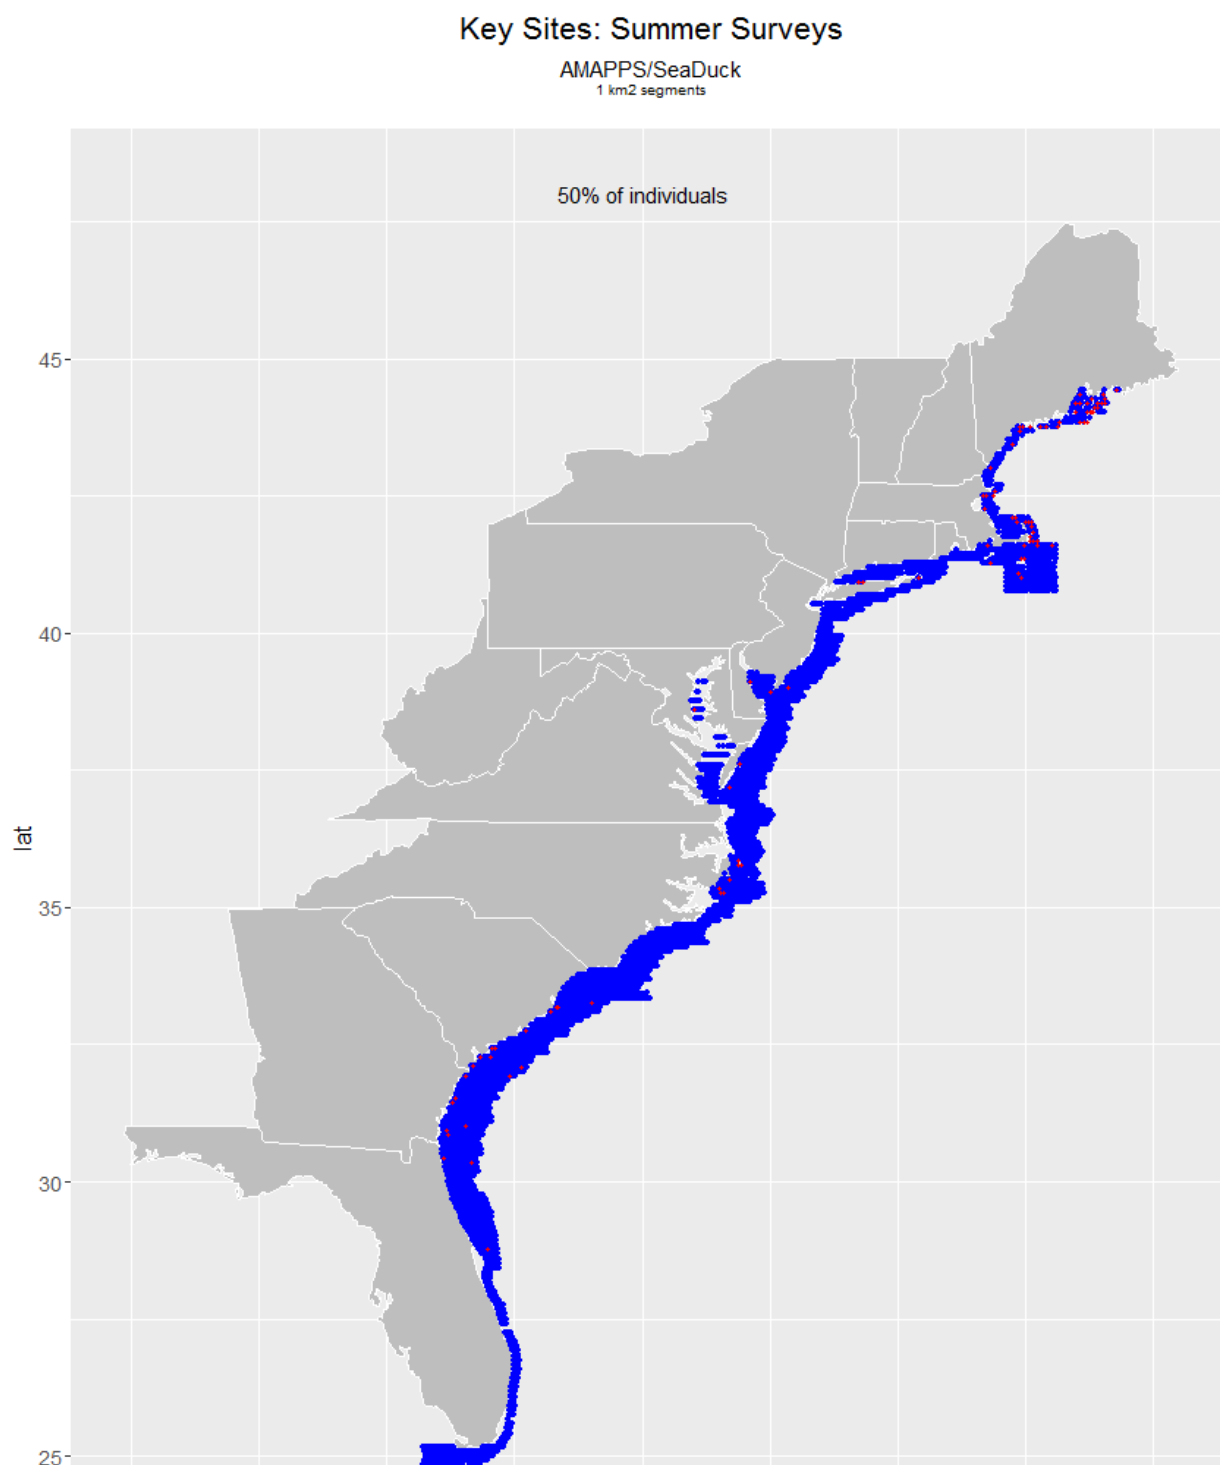 Key Sites: Summer Surveys
AMAPPS/SeaDuck
1 km2 segments
50% of individuals
45
40
lat
35
30
25